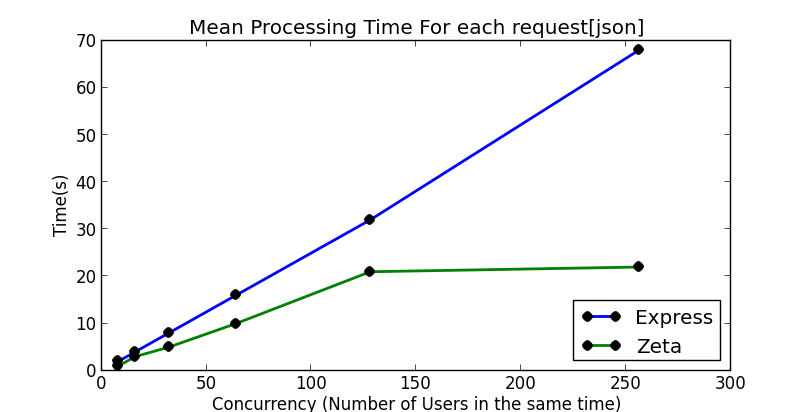 Mean Processing Time For each request[json]
70
60
50
40
30
20
10
0
Time(s)
Express
Zeta
0 50 100 150 200 250 300
Concurrency (Number of Users in the same time)